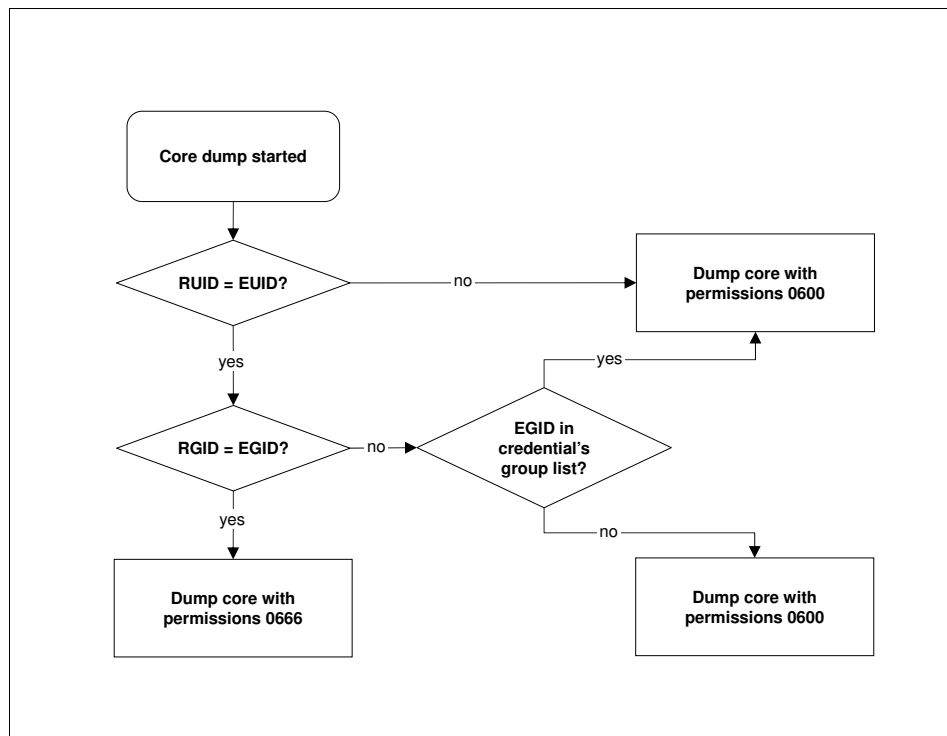 Core dump started
RUID = EUID?
no
Dump core with
permissions 0600
yes
yes
RGID = EGID?
no
EGID in
credential's
group list?
yes
no
Dump core with
permissions 0666
Dump core with
permissions 0600